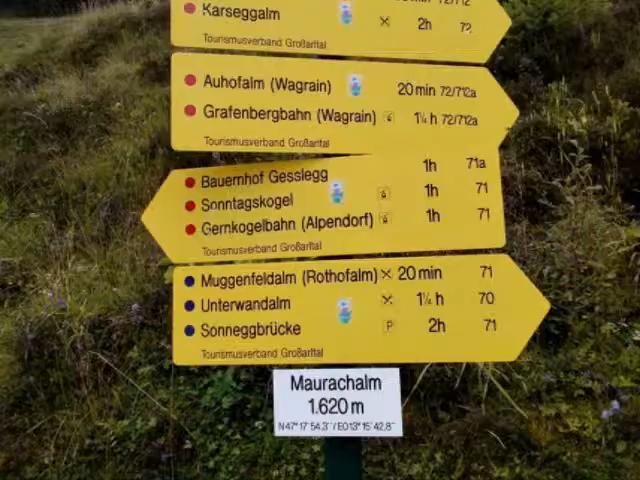 Karseggalm 2h 72
Tourismusverband Großarltal
Auhofalm (Wagrain) 20 min 72/712a
Grafenbergbahn (Wagrain) 1¼ h 72/712a
Tourismusverband Großarltal
Bauernhof Gesslegg 1h 71a
Sonntagskogel 1h 71
Gernkogelbahn (Alpendorf) 1h 71
Tourismusverband Großarltal
Muggenfeldalm (Rothofalm) 20 min 71
Unterwandalm 1¼ h 70
Sonneggbrücke P 2h 71
Tourismusverband Großarltal
Maurachalm
1.620 m
N47° 17' 54,3'' / EO13° 15' 42,8''